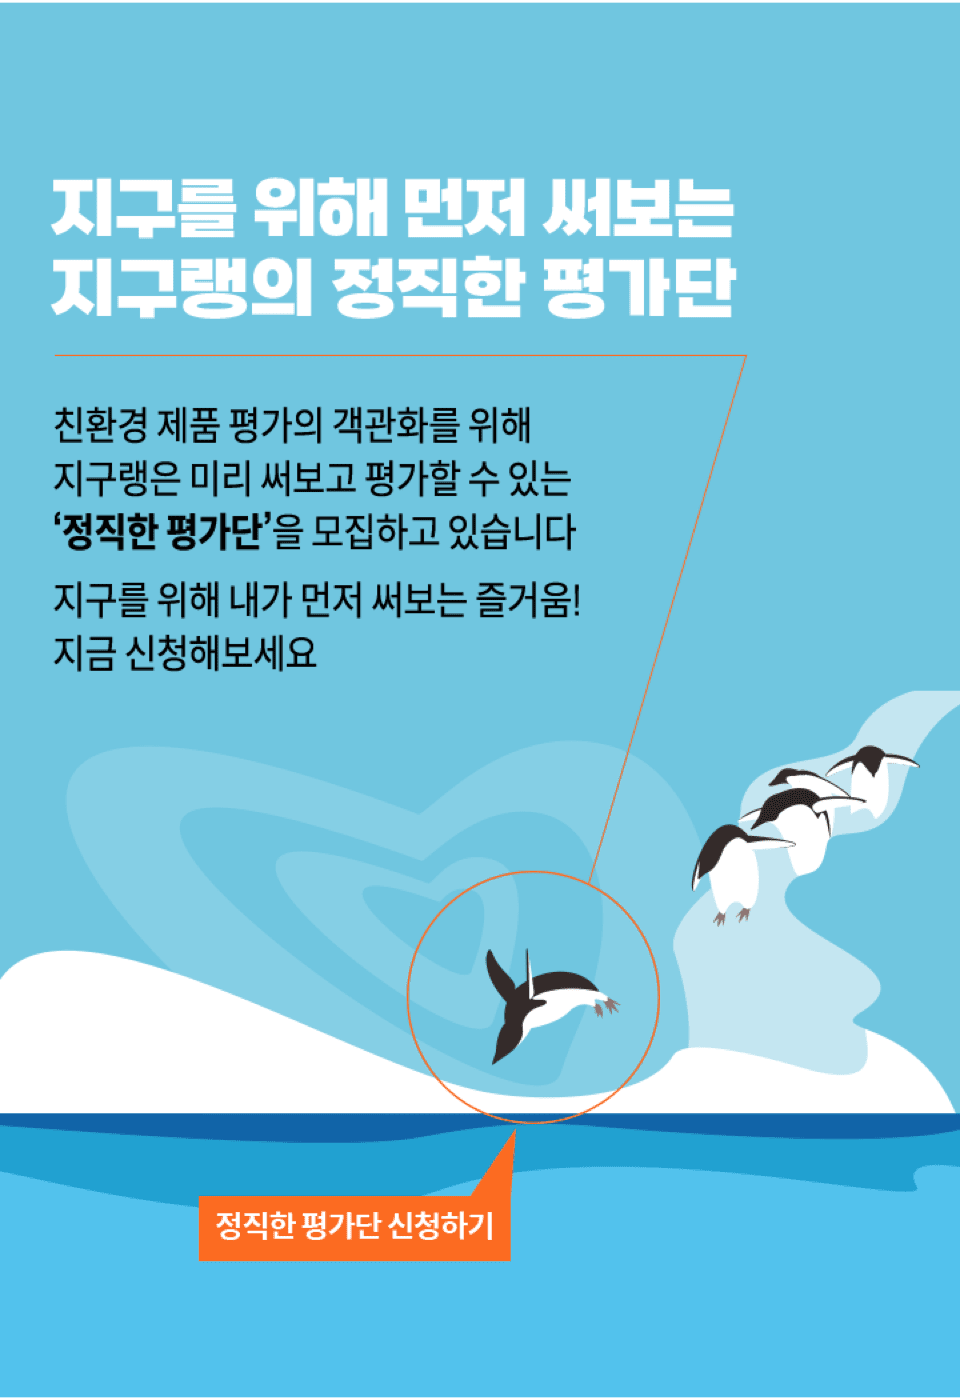 지구를 위해 먼저 써보는
지구랭의 정직한 평가단
친환경 제품 평가의 객관화를 위해
지구랭은 미리 써보고 평가할 수 있는
‘정직한 평가단’을 모집하고 있습니다
지구를 위해 내가 먼저 써보는 즐거움!
지금 신청해보세요
정직한 평가단 신청하기